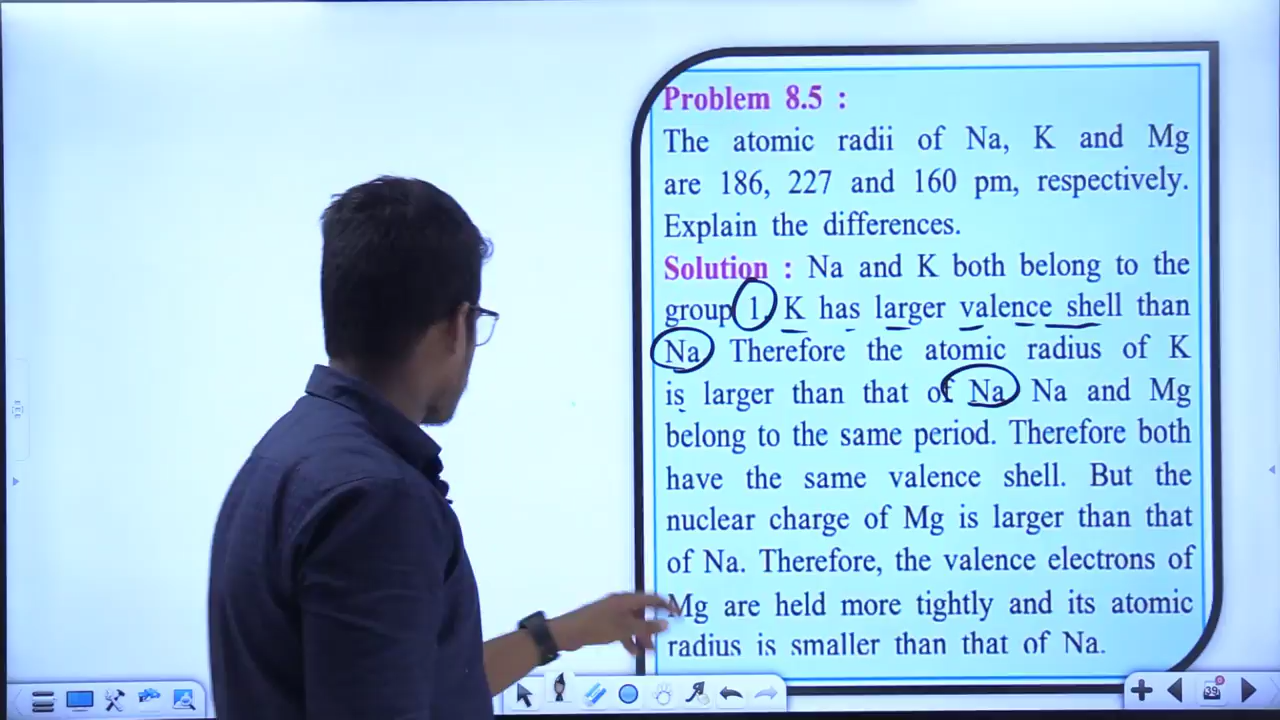 Problem 8.5 :
The atomic radii of Na, K and Mg
are 186, 227 and 160 pm, respectively.
Explain the differences.
Solution : Na and K both belong to the
group 1. K has larger valence shell than
Na. Therefore the atomic radius of K
is larger than that of Na. Na and Mg
belong to the same period. Therefore both
have the same valence shell. But the
nuclear charge of Mg is larger than that
of Na. Therefore, the valence electrons of
Mg are held more tightly and its atomic
radius is smaller than that of Na.
39